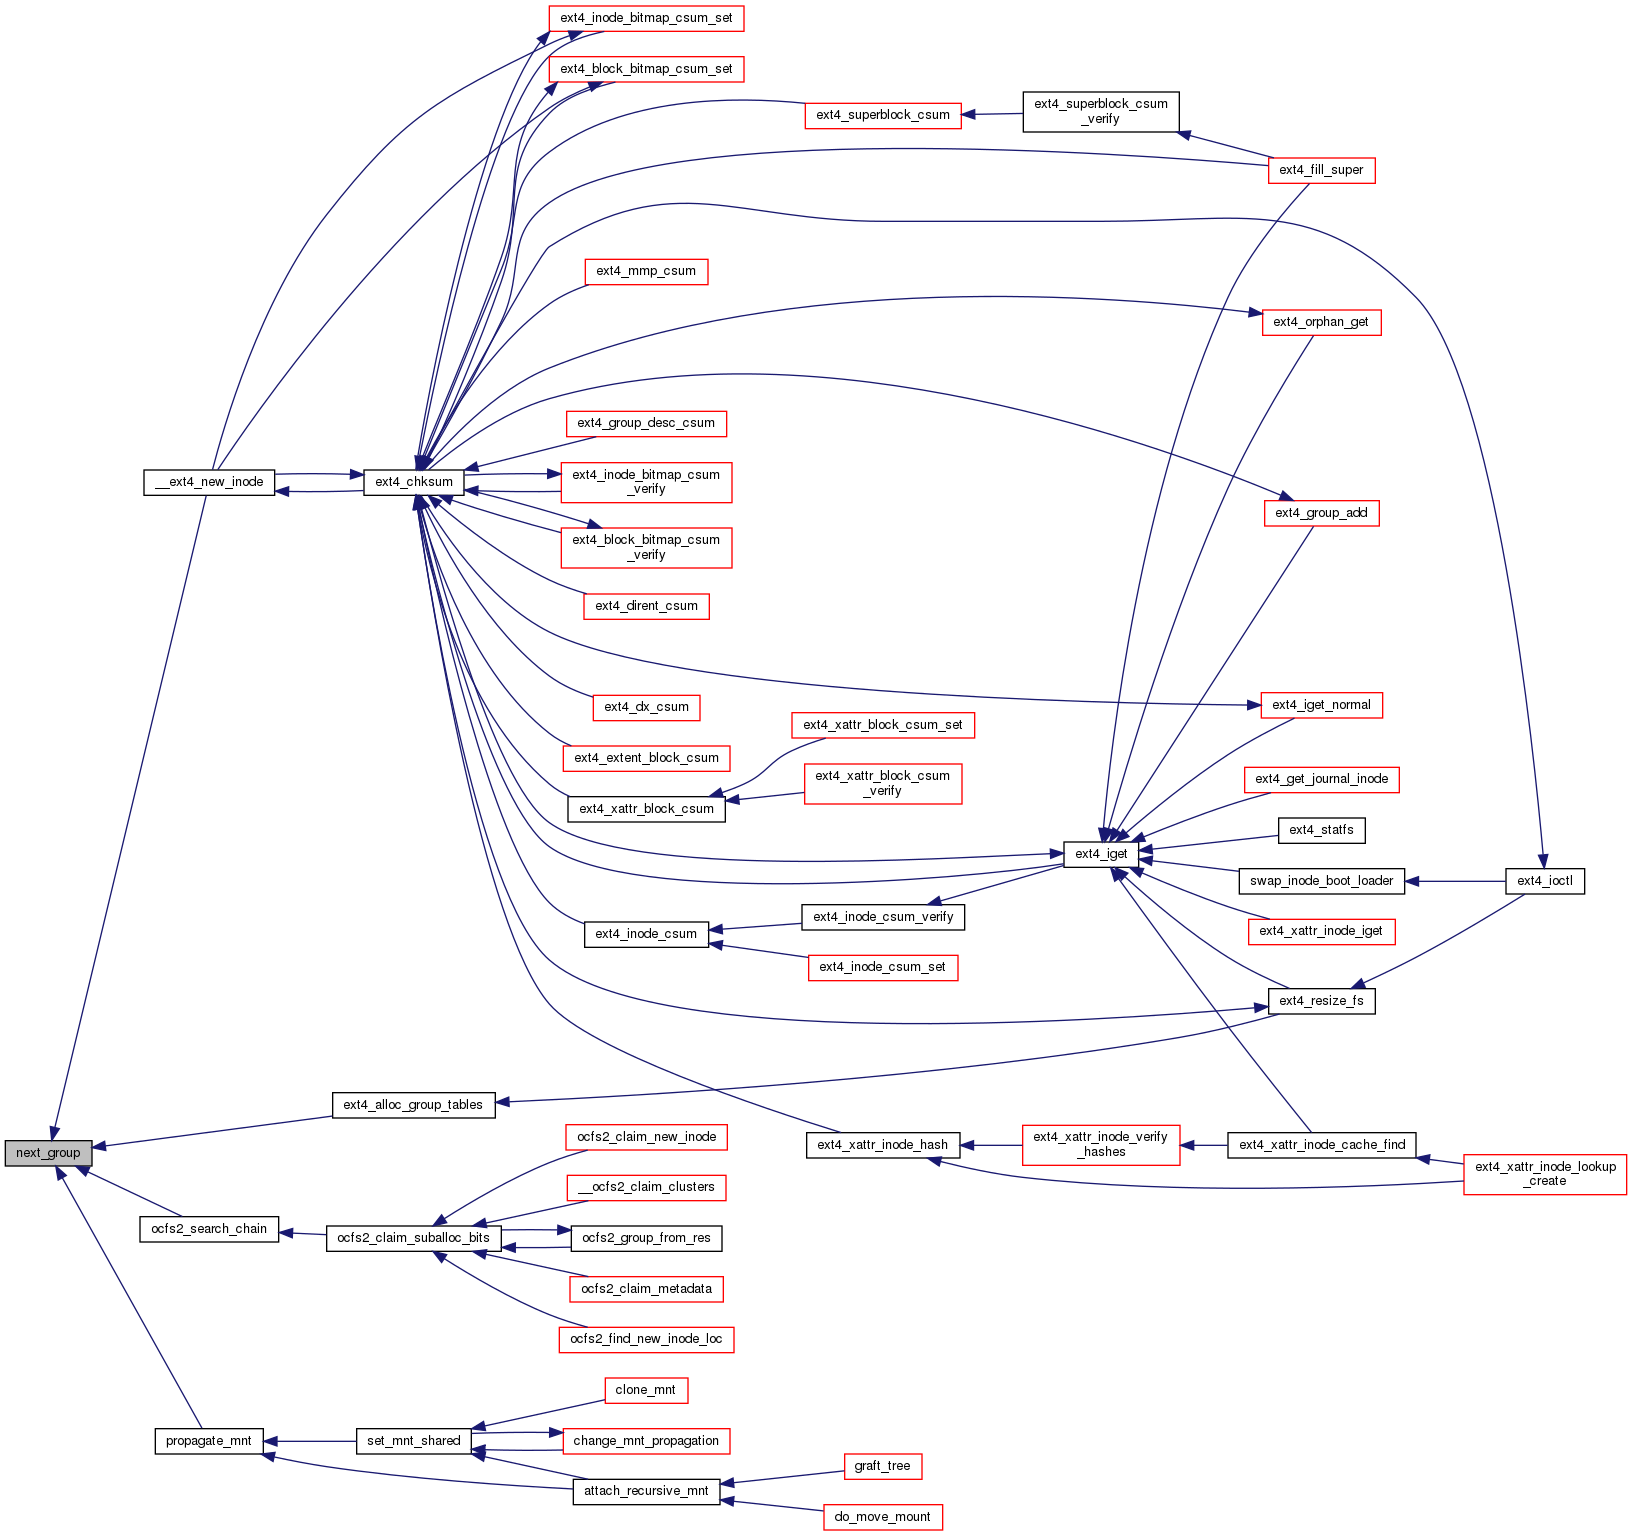 ext4_inode_bitmap_csum_set
ext4_block_bitmap_csum_set
ext4_superblock_csum
ext4_superblock_csum
_verify
ext4_fill_super
ext4_mmp_csum
ext4_orphan_get
ext4_group_desc_csum
__ext4_new_inode
ext4_chksum
ext4_inode_bitmap_csum
_verify
ext4_group_add
ext4_block_bitmap_csum
_verify
ext4_dirent_csum
ext4_dx_csum
ext4_iget_normal
ext4_xattr_block_csum_set
ext4_extent_block_csum
ext4_xattr_block_csum
_verify
ext4_get_journal_inode
ext4_xattr_block_csum
ext4_statfs
ext4_iget
swap_inode_boot_loader
ext4_ioctl
ext4_inode_csum_verify
ext4_inode_csum
ext4_xattr_inode_iget
ext4_inode_csum_set
ext4_resize_fs
ext4_alloc_group_tables
next_group
ocfs2_claim_new_inode
ext4_xattr_inode_hash
ext4_xattr_inode_verify
_hashes
ext4_xattr_inode_cache_find
ext4_xattr_inode_lookup
_create
__ocfs2_claim_clusters
ocfs2_search_chain
ocfs2_claim_suballoc_bits
ocfs2_group_from_res
ocfs2_claim_metadata
ocfs2_find_new_inode_loc
clone_mnt
propagate_mnt
set_mnt_shared
change_mnt_propagation
graft_tree
attach_recursive_mnt
do_move_mount